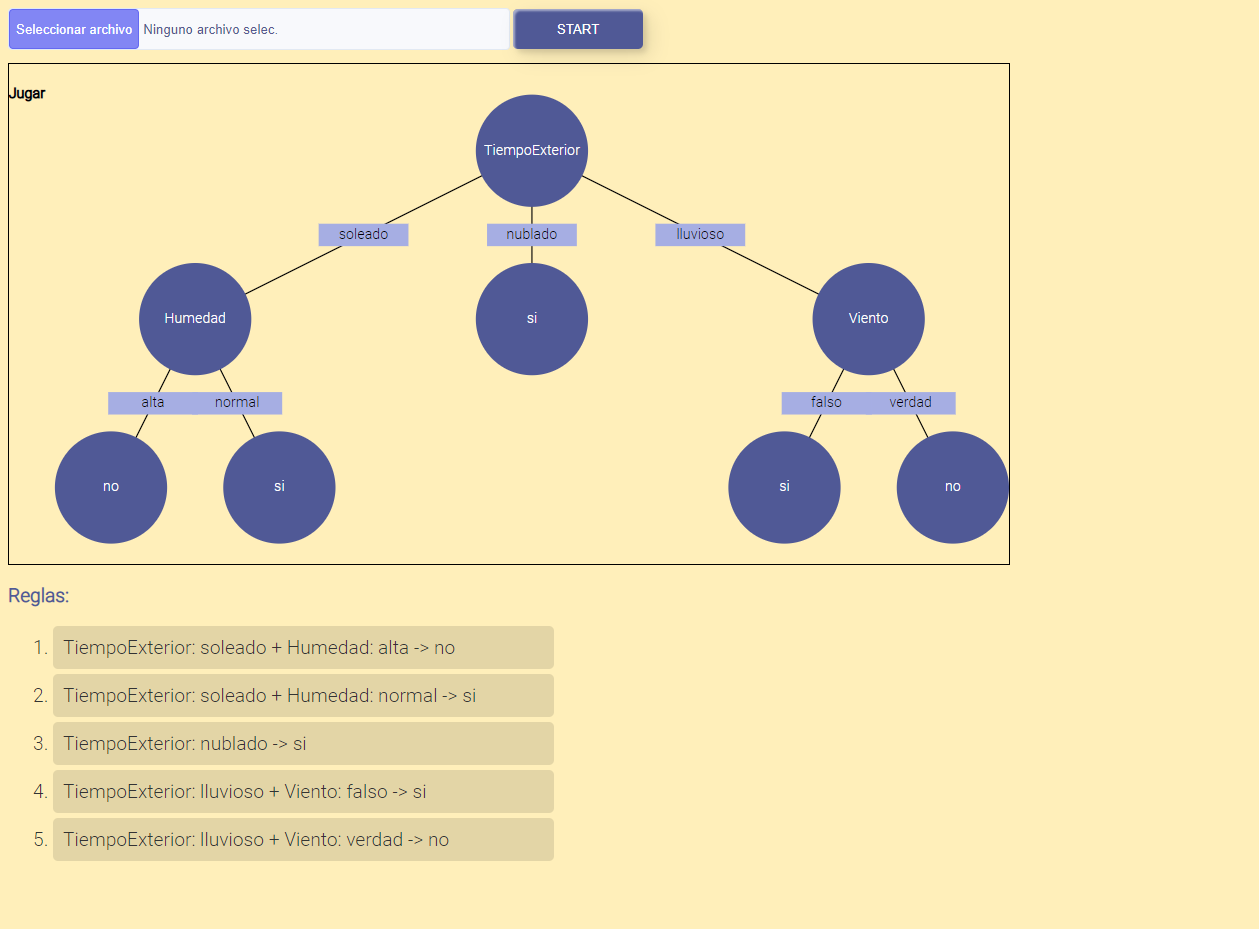 Seleccionar archivo Ninguno archivo selec. START
Jugar
TiempoExterior
soleado nublado lluvioso
Humedad si Viento
alta normal falso verdad
no si si no
Reglas:
1. TiempoExterior: soleado + Humedad: alta -> no
2. TiempoExterior: soleado + Humedad: normal -> si
3. TiempoExterior: nublado -> si
4. TiempoExterior: lluvioso + Viento: falso -> si
5. TiempoExterior: lluvioso + Viento: verdad -> no